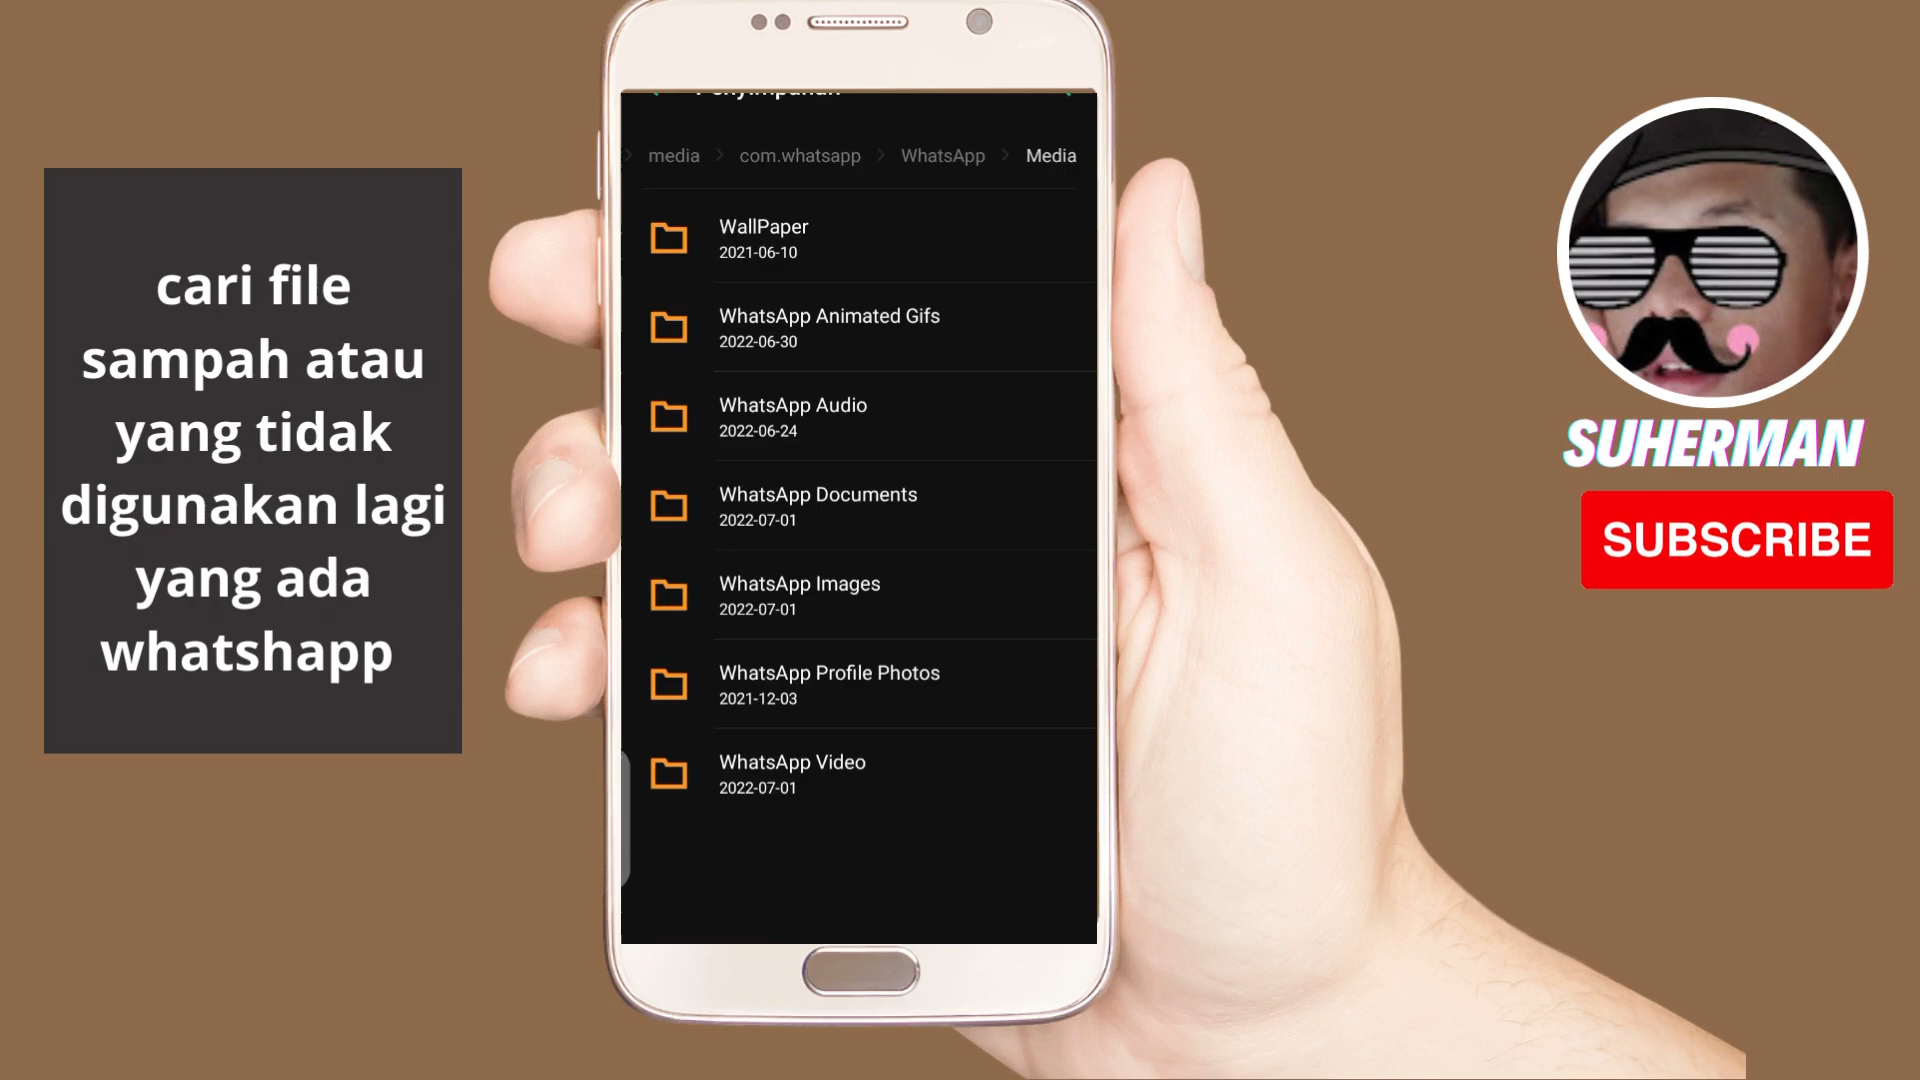 cari file
sampah atau
yang tidak
digunakan lagi
yang ada
whatshapp
media > com.whatsapp > WhatsApp > Media
WallPaper
2021-06-10
WhatsApp Animated Gifs
2022-06-30
WhatsApp Audio
2022-06-24
WhatsApp Documents
2022-07-01
WhatsApp Images
2022-07-01
WhatsApp Profile Photos
2021-12-03
WhatsApp Video
2022-07-01
SUHERMAN
SUBSCRIBE